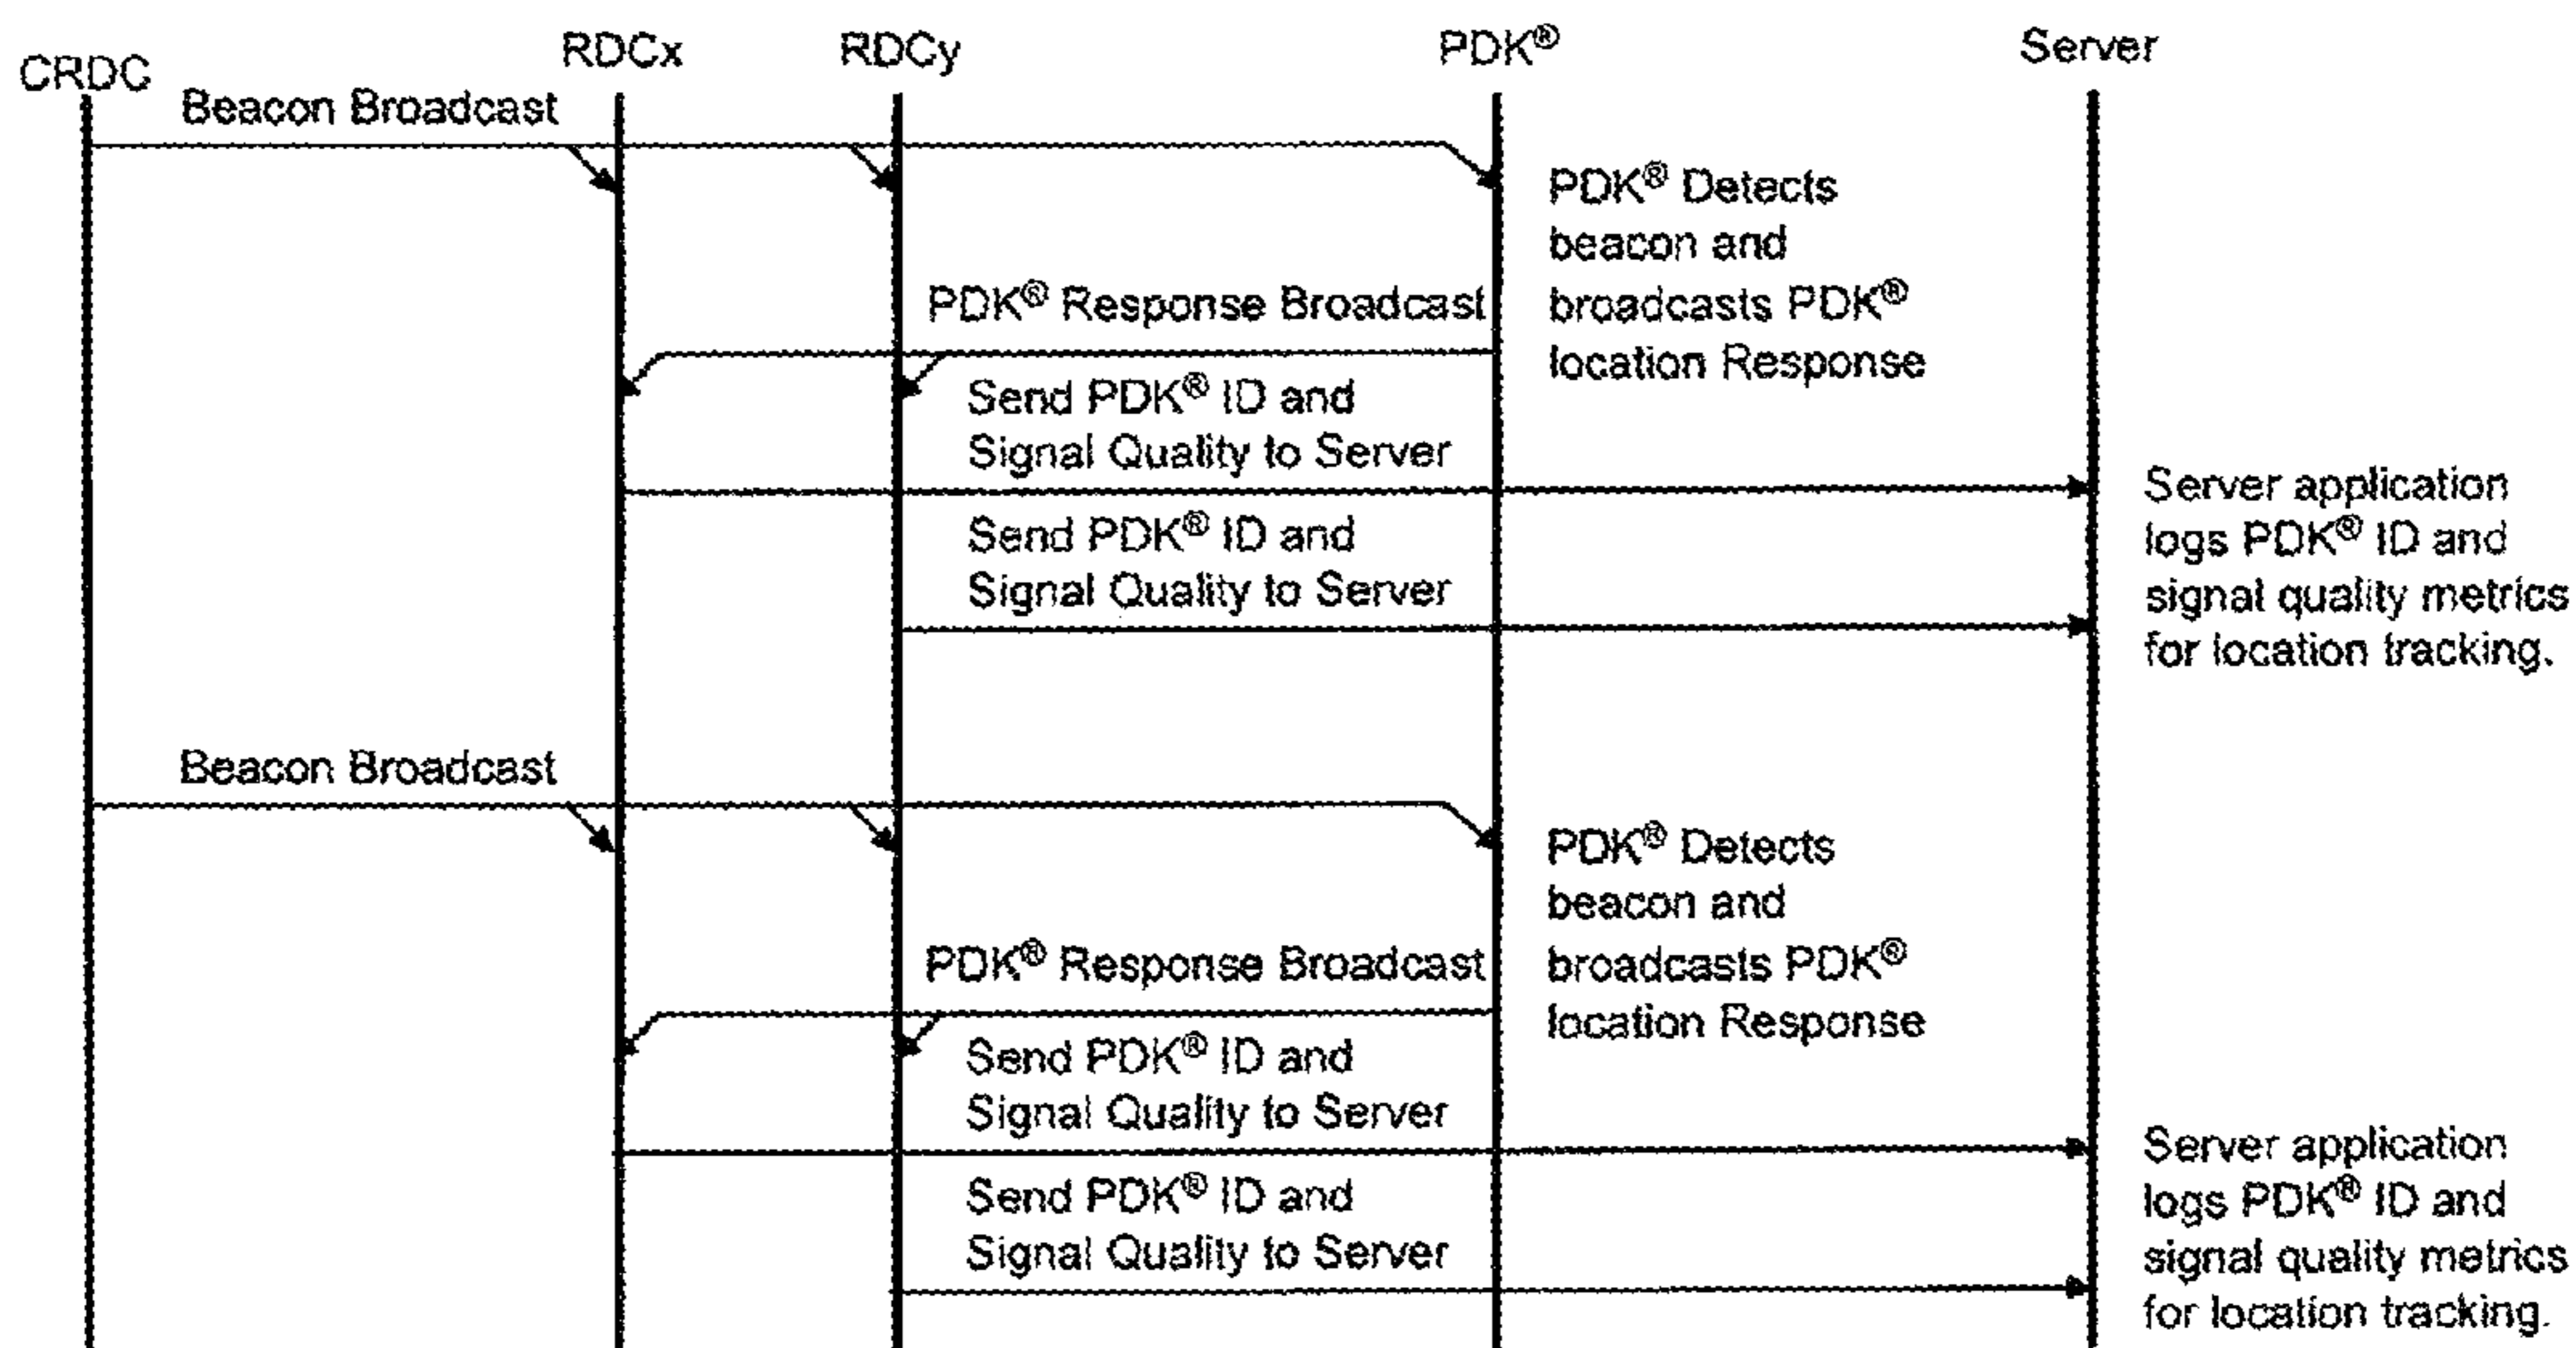 CRDC
RDCx
RDCy
PDK®
Server
Beacon Broadcast
PDK® Detects
beacon and
broadcasts PDK®
location Response
PDK® Response Broadcast
Send PDK® ID and
Signal Quality to Server
Send PDK® ID and
Signal Quality to Server
Server application
logs PDK® ID and
signal quality metrics
for location tracking.
Beacon Broadcast
PDK® Detects
beacon and
broadcasts PDK®
location Response
PDK® Response Broadcast
Send PDK® ID and
Signal Quality to Server
Send PDK® ID and
Signal Quality to Server
Server application
logs PDK® ID and
signal quality metrics
for location tracking.